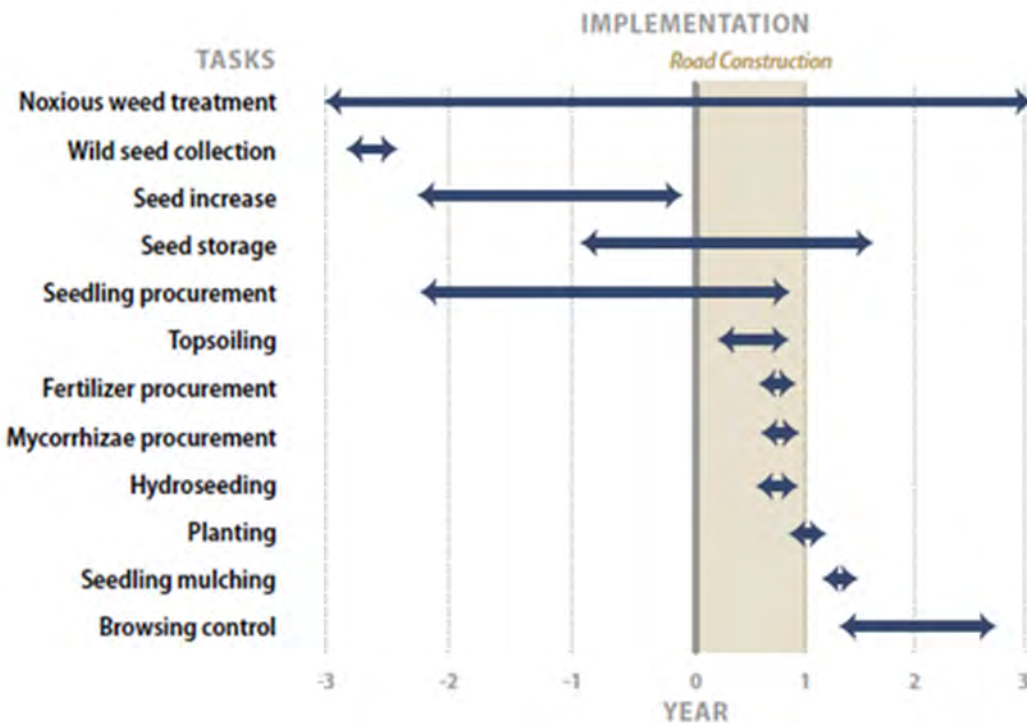 IMPLEMENTATION
TASKS
Road Construction
Noxious weed treatment
Wild seed collection
Seed increase
Seed storage
Seedling procurement
Topsoiling
Fertilizer procurement
Mycorrhizae procurement
Hydroseeding
Planting
Seedling mulching
Browsing control
-3 -2 -1 0 1 2 3
YEAR